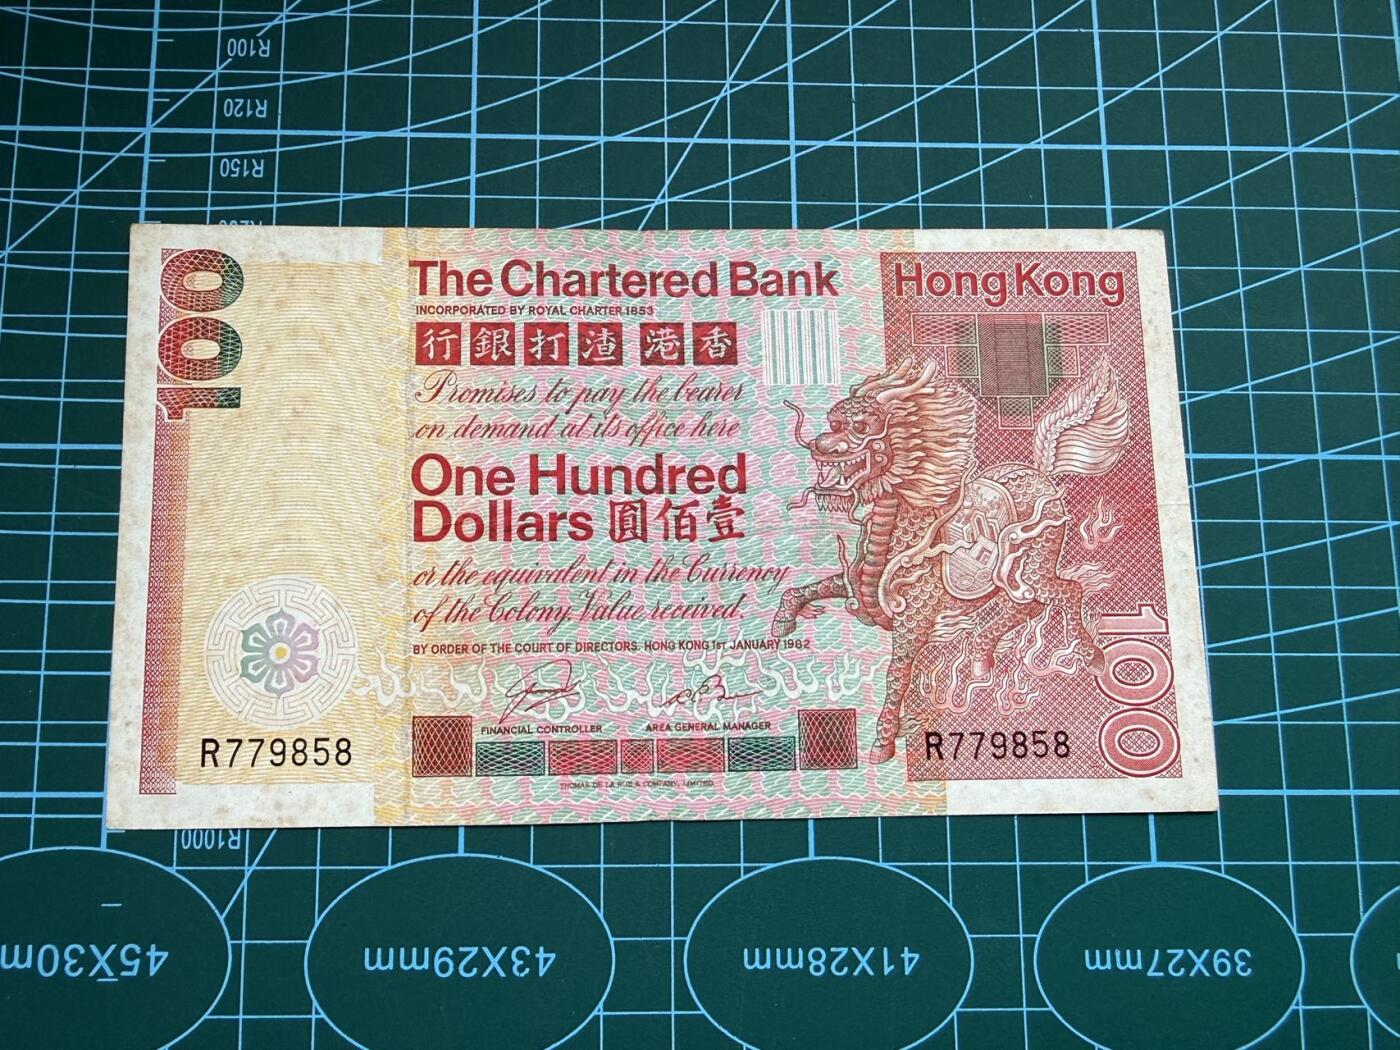 R100
R120
R150
100
The Chartered Bank
INCORPORATED BY ROYAL CHARTER 1853
行銀打渣 港香
Promises to pay the bearer
on demand at its office here
One Hundred
Dollars 圓佰壹
or the equivalent in the Currency
of the Colony. Value received.
BY ORDER OF THE COURT OF DIRECTORS. HONG KONG 1ST JANUARY 1982
FINANCIAL CONTROLLER
AREA GENERAL MANAGER
THOMAS DE LA RUE & COMPANY, LIMITED.
R779858
Hong Kong
100
R779858
R1000
45X30m
43X29mm
41X28mm
39X27mm